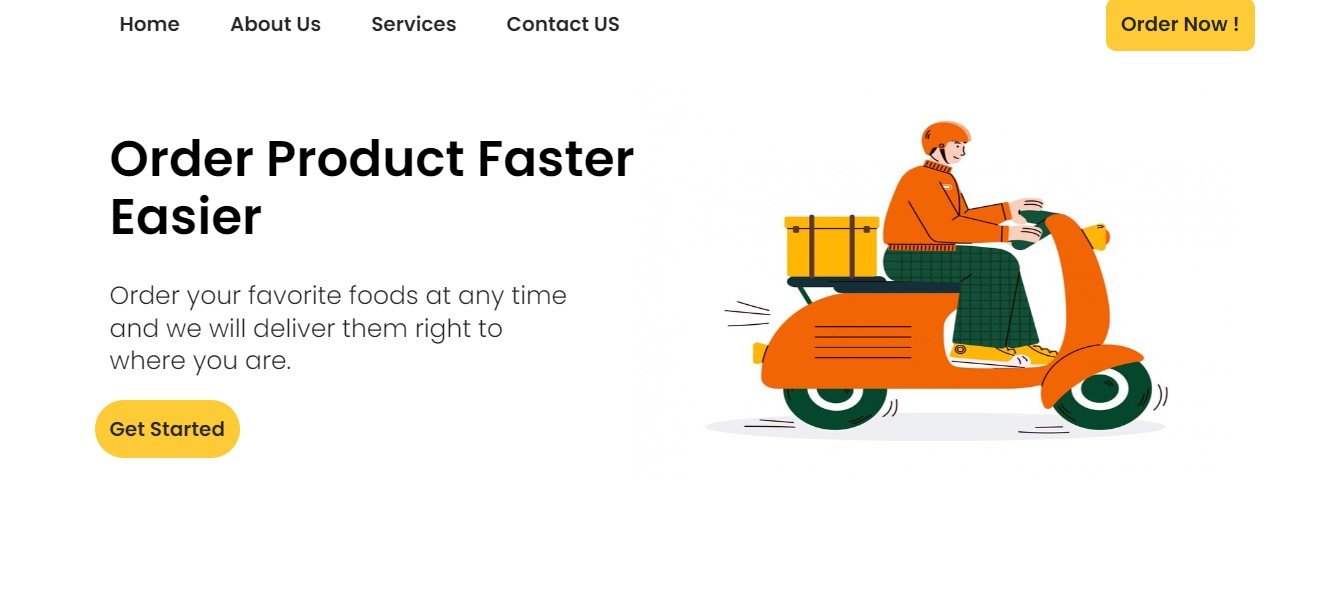 Home About Us Services Contact US Order Now !
Order Product Faster
Easier
Order your favorite foods at any time
and we will deliver them right to
where you are.
Get Started